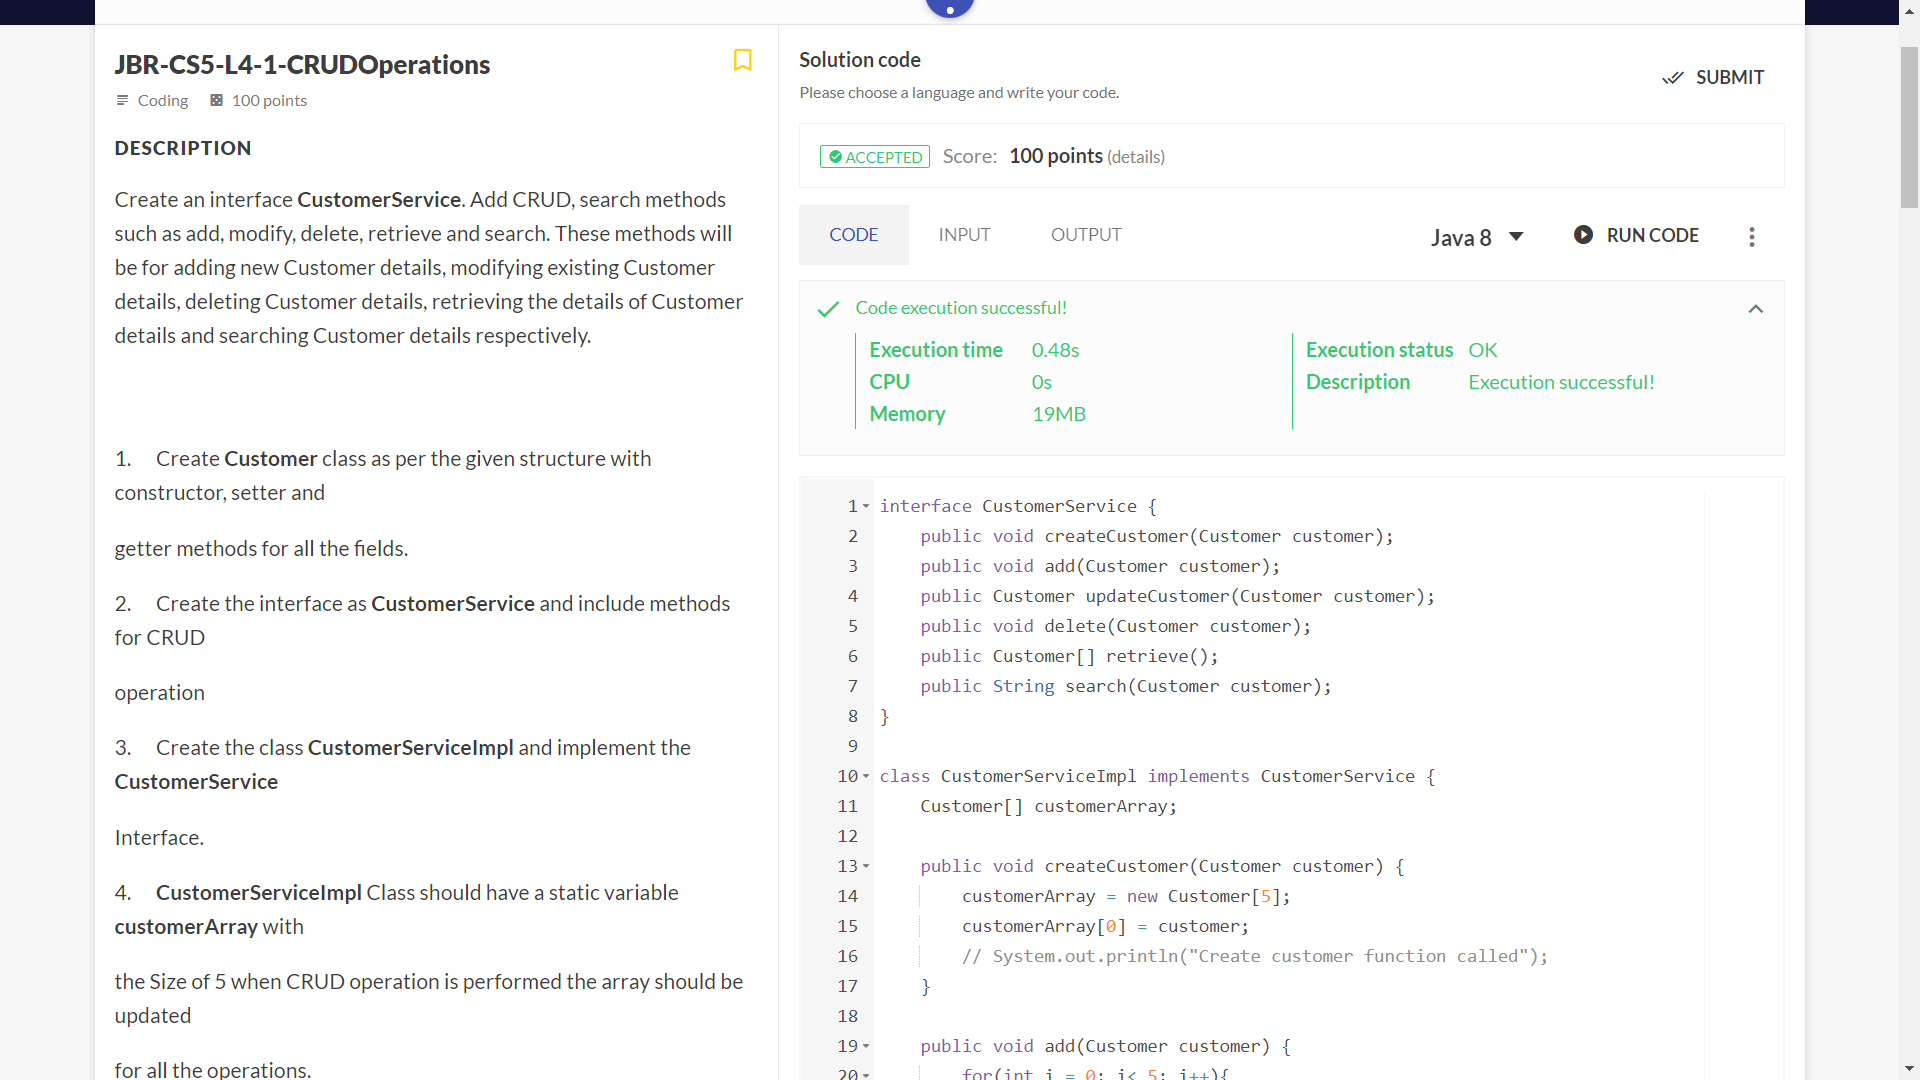 JBR-CS5-L4-1-CRUDOperations
Coding 100 points
DESCRIPTION
Create an interface CustomerService. Add CRUD, search methods
such as add, modify, delete, retrieve and search. These methods will
be for adding new Customer details, modifying existing Customer
details, deleting Customer details, retrieving the details of Customer
details and searching Customer details respectively.
1. Create Customer class as per the given structure with
constructor, setter and
getter methods for all the fields.
2. Create the interface as CustomerService and include methods
for CRUD
operation
3. Create the class CustomerServiceImpl and implement the
CustomerService
Interface.
4. CustomerServiceImpl Class should have a static variable
customerArray with
the Size of 5 when CRUD operation is performed the array should be
updated
for all the operations.
Solution code
Please choose a language and write your code.
SUBMIT
ACCEPTED Score: 100 points (details)
CODE INPUT OUTPUT Java 8 RUN CODE
Code execution successful!
Execution time 0.48s
CPU 0s
Memory 19MB
Execution status OK
Description Execution successful!
1 interface CustomerService {
2 public void createCustomer(Customer customer);
3 public void add(Customer customer);
4 public Customer updateCustomer(Customer customer);
5 public void delete(Customer customer);
6 public Customer[] retrieve();
7 public String search(Customer customer);
8 }
9
10 class CustomerServiceImpl implements CustomerService {
11 Customer[] customerArray;
12
13 public void createCustomer(Customer customer) {
14 customerArray = new Customer[5];
15 customerArray[0] = customer;
16 // System.out.println("Create customer function called");
17 }
18
19 public void add(Customer customer) {
20 for(int i = 0; i< 5; i++){